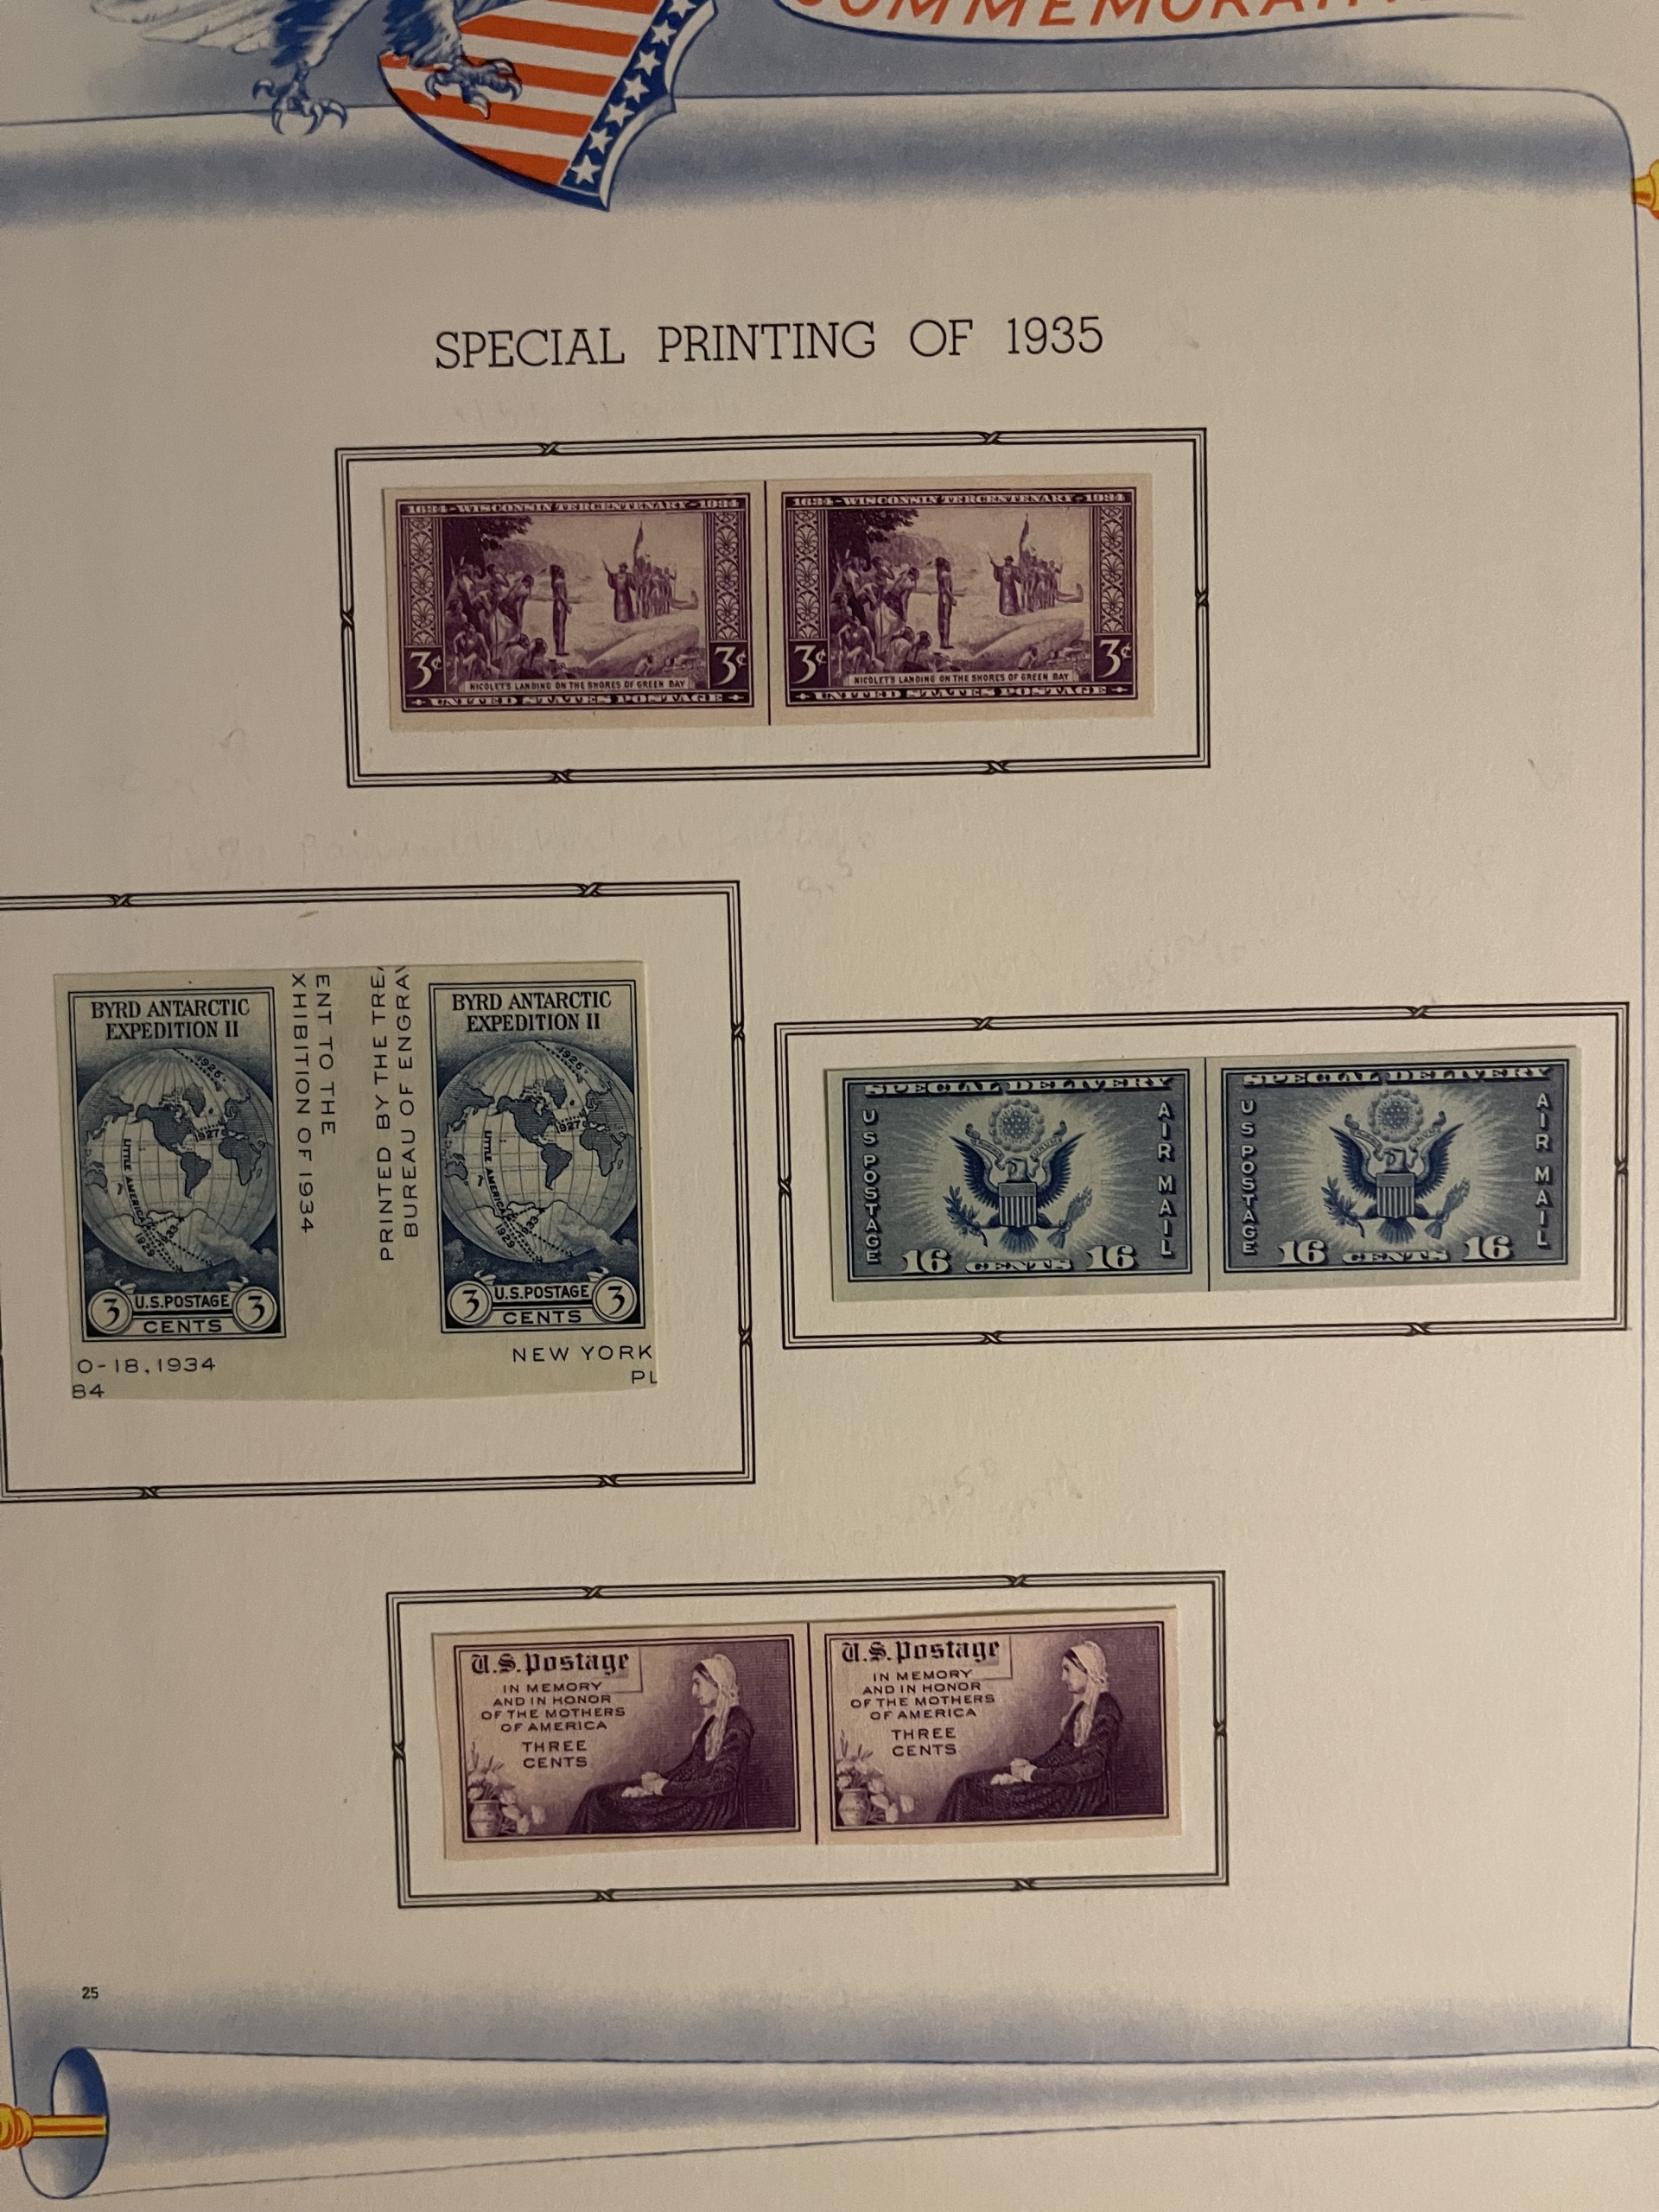 SPECIAL PRINTING OF 1935
1634-WISCONSIN TERCENTENARY-1934
3¢ 3¢
NICOLET'S LANDING ON THE SHORES OF GREEN BAY
UNITED STATES POSTAGE
1634-WISCONSIN TERCENTENARY-1934
3¢ 3¢
NICOLET'S LANDING ON THE SHORES OF GREEN BAY
UNITED STATES POSTAGE
BYRD ANTARCTIC
EXPEDITION II
1926
1927
LITTLE AMERICA
1933
1929
3 U.S.POSTAGE 3
CENTS
ENT TO THE
XHIBITION OF 1934
PRINTED BY THE TREA
BUREAU OF ENGRAV
BYRD ANTARCTIC
EXPEDITION II
1926
1927
LITTLE AMERICA
1933
1929
3 U.S.POSTAGE 3
CENTS
0-18, 1934
84
NEW YORK
PL
SPECIAL DELIVERY
U S POSTAGE
AIR MAIL
16 CENTS 16
SPECIAL DELIVERY
U S POSTAGE
AIR MAIL
16 CENTS 16
U.S. Postage
IN MEMORY
AND IN HONOR
OF THE MOTHERS
OF AMERICA
THREE
CENTS
U.S. Postage
IN MEMORY
AND IN HONOR
OF THE MOTHERS
OF AMERICA
THREE
CENTS
25